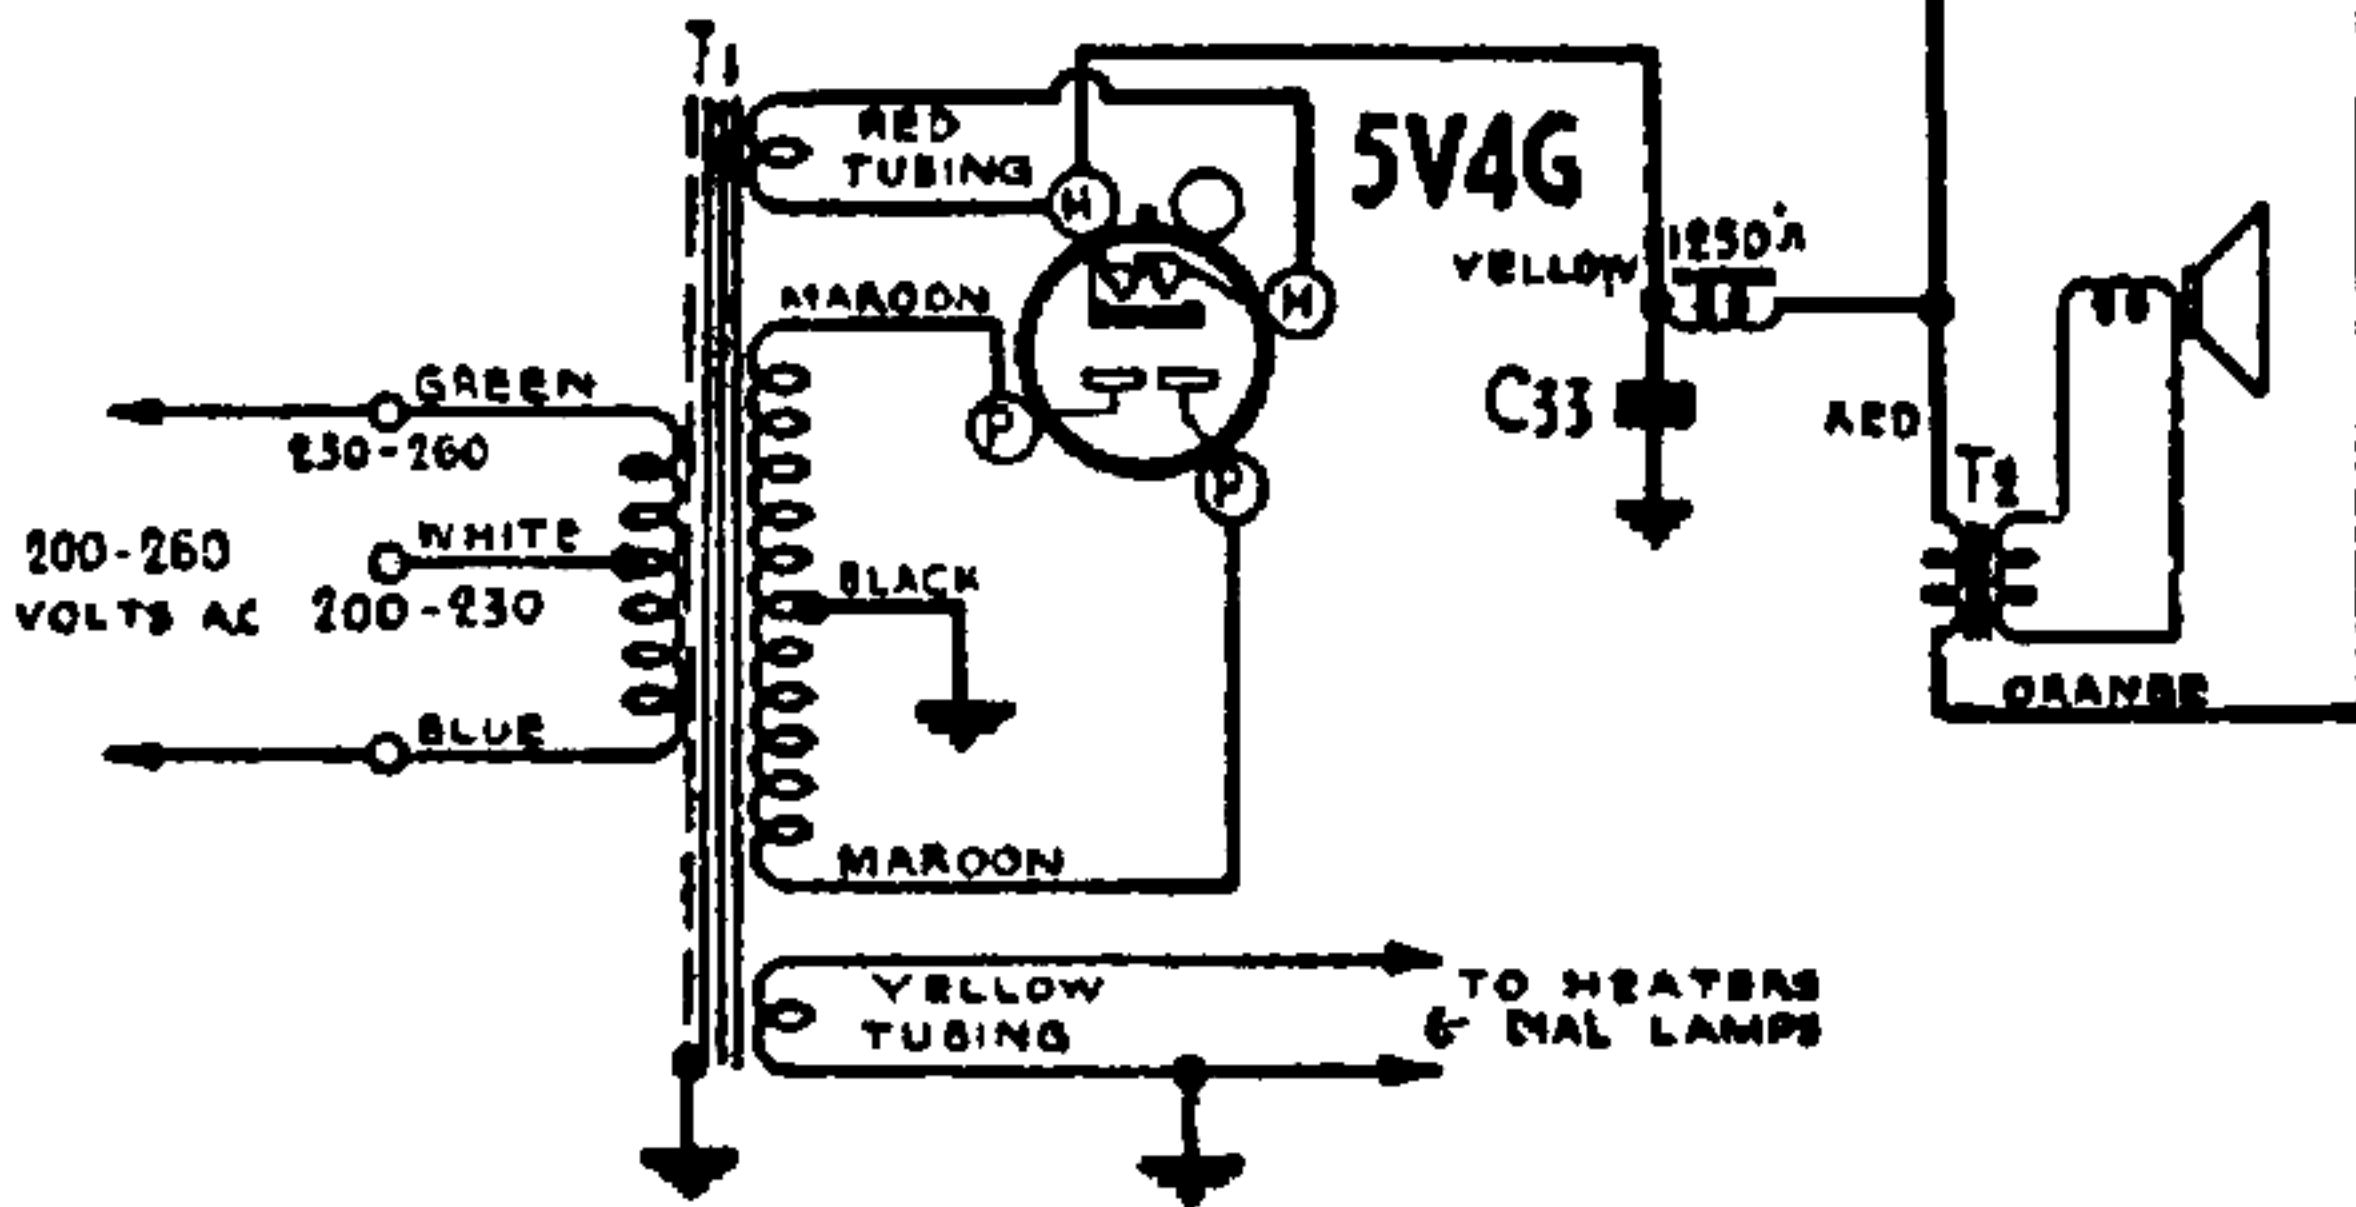 T1
RED
TUBING
H
5V4G
1250Ω
YELLOW
H
MAROON
GREEN
230-260
P
C33
RED
P
T2
WHITE
200-260
VOLTS AC
200-230
BLACK
ORANGE
BLUE
MAROON
YELLOW
TUBING
TO HEATERS
& DIAL LAMPS